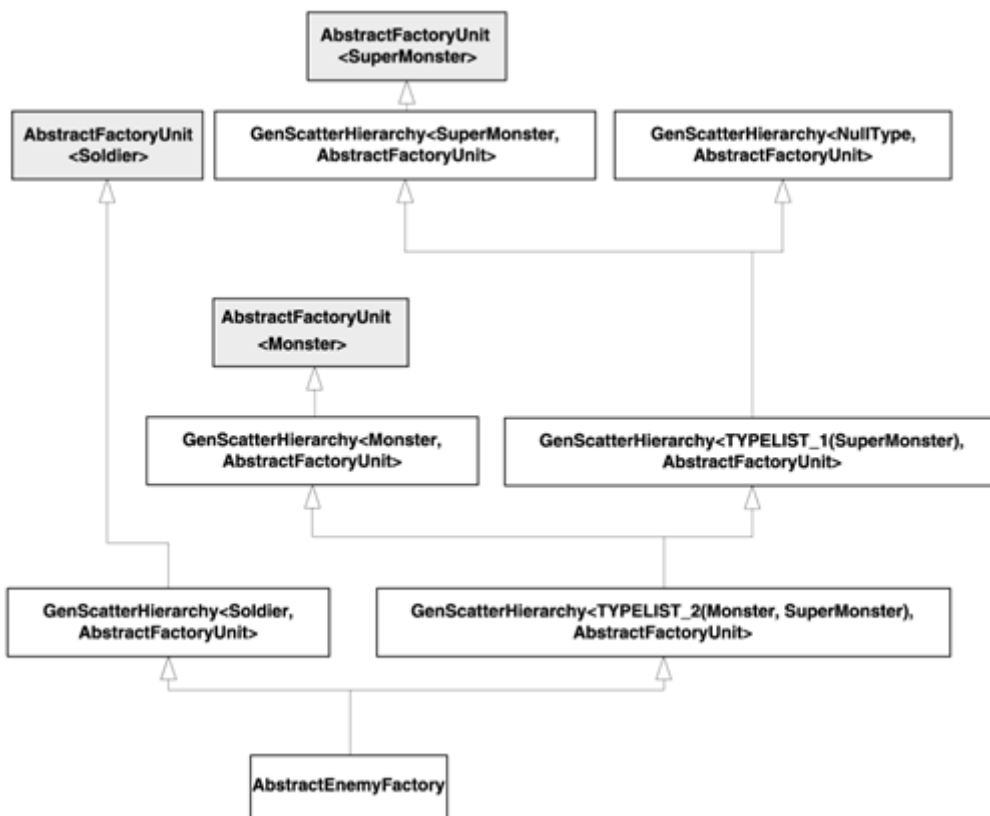 AbstractFactoryUnit
<SuperMonster>
AbstractFactoryUnit
<Soldier>
GenScatterHierarchy<SuperMonster,
AbstractFactoryUnit>
GenScatterHierarchy<NullType,
AbstractFactoryUnit>
AbstractFactoryUnit
<Monster>
GenScatterHierarchy<Monster,
AbstractFactoryUnit>
GenScatterHierarchy<TYPELIST_1(SuperMonster),
AbstractFactoryUnit>
GenScatterHierarchy<Soldier,
AbstractFactoryUnit>
GenScatterHierarchy<TYPELIST_2(Monster, SuperMonster),
AbstractFactoryUnit>
AbstractEnemyFactory